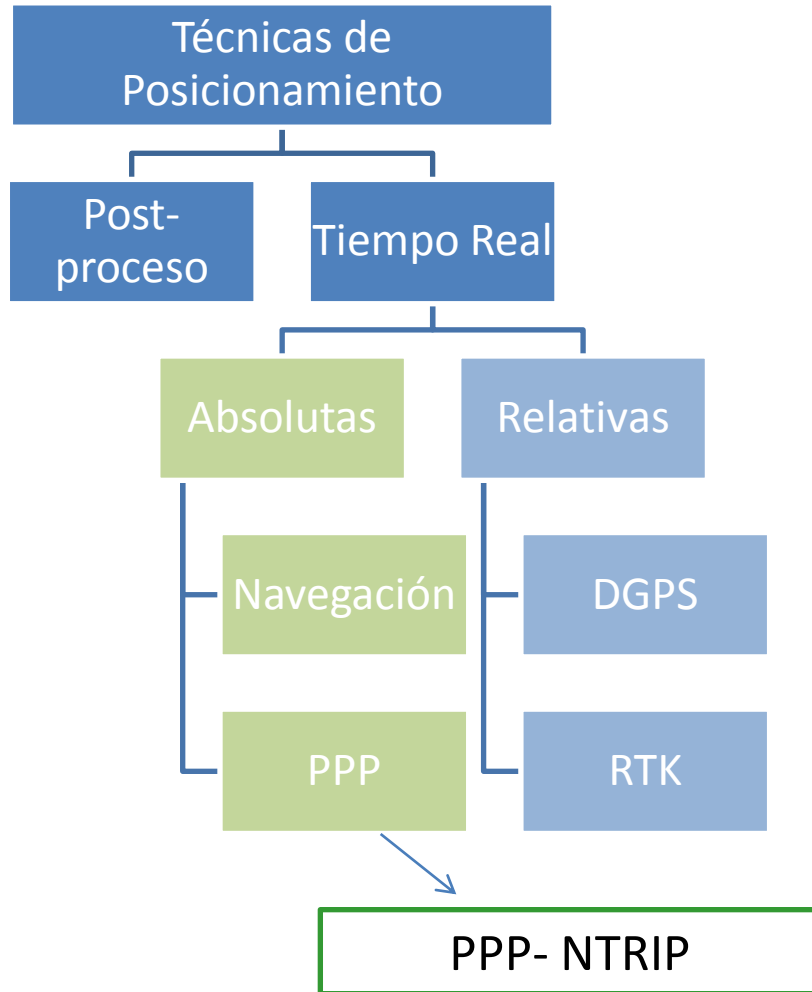 Técnicas de
Posicionamiento
Post-
proceso
Tiempo Real
Absolutas
Relativas
Navegación
DGPS
PPP
RTK
PPP- NTRIP